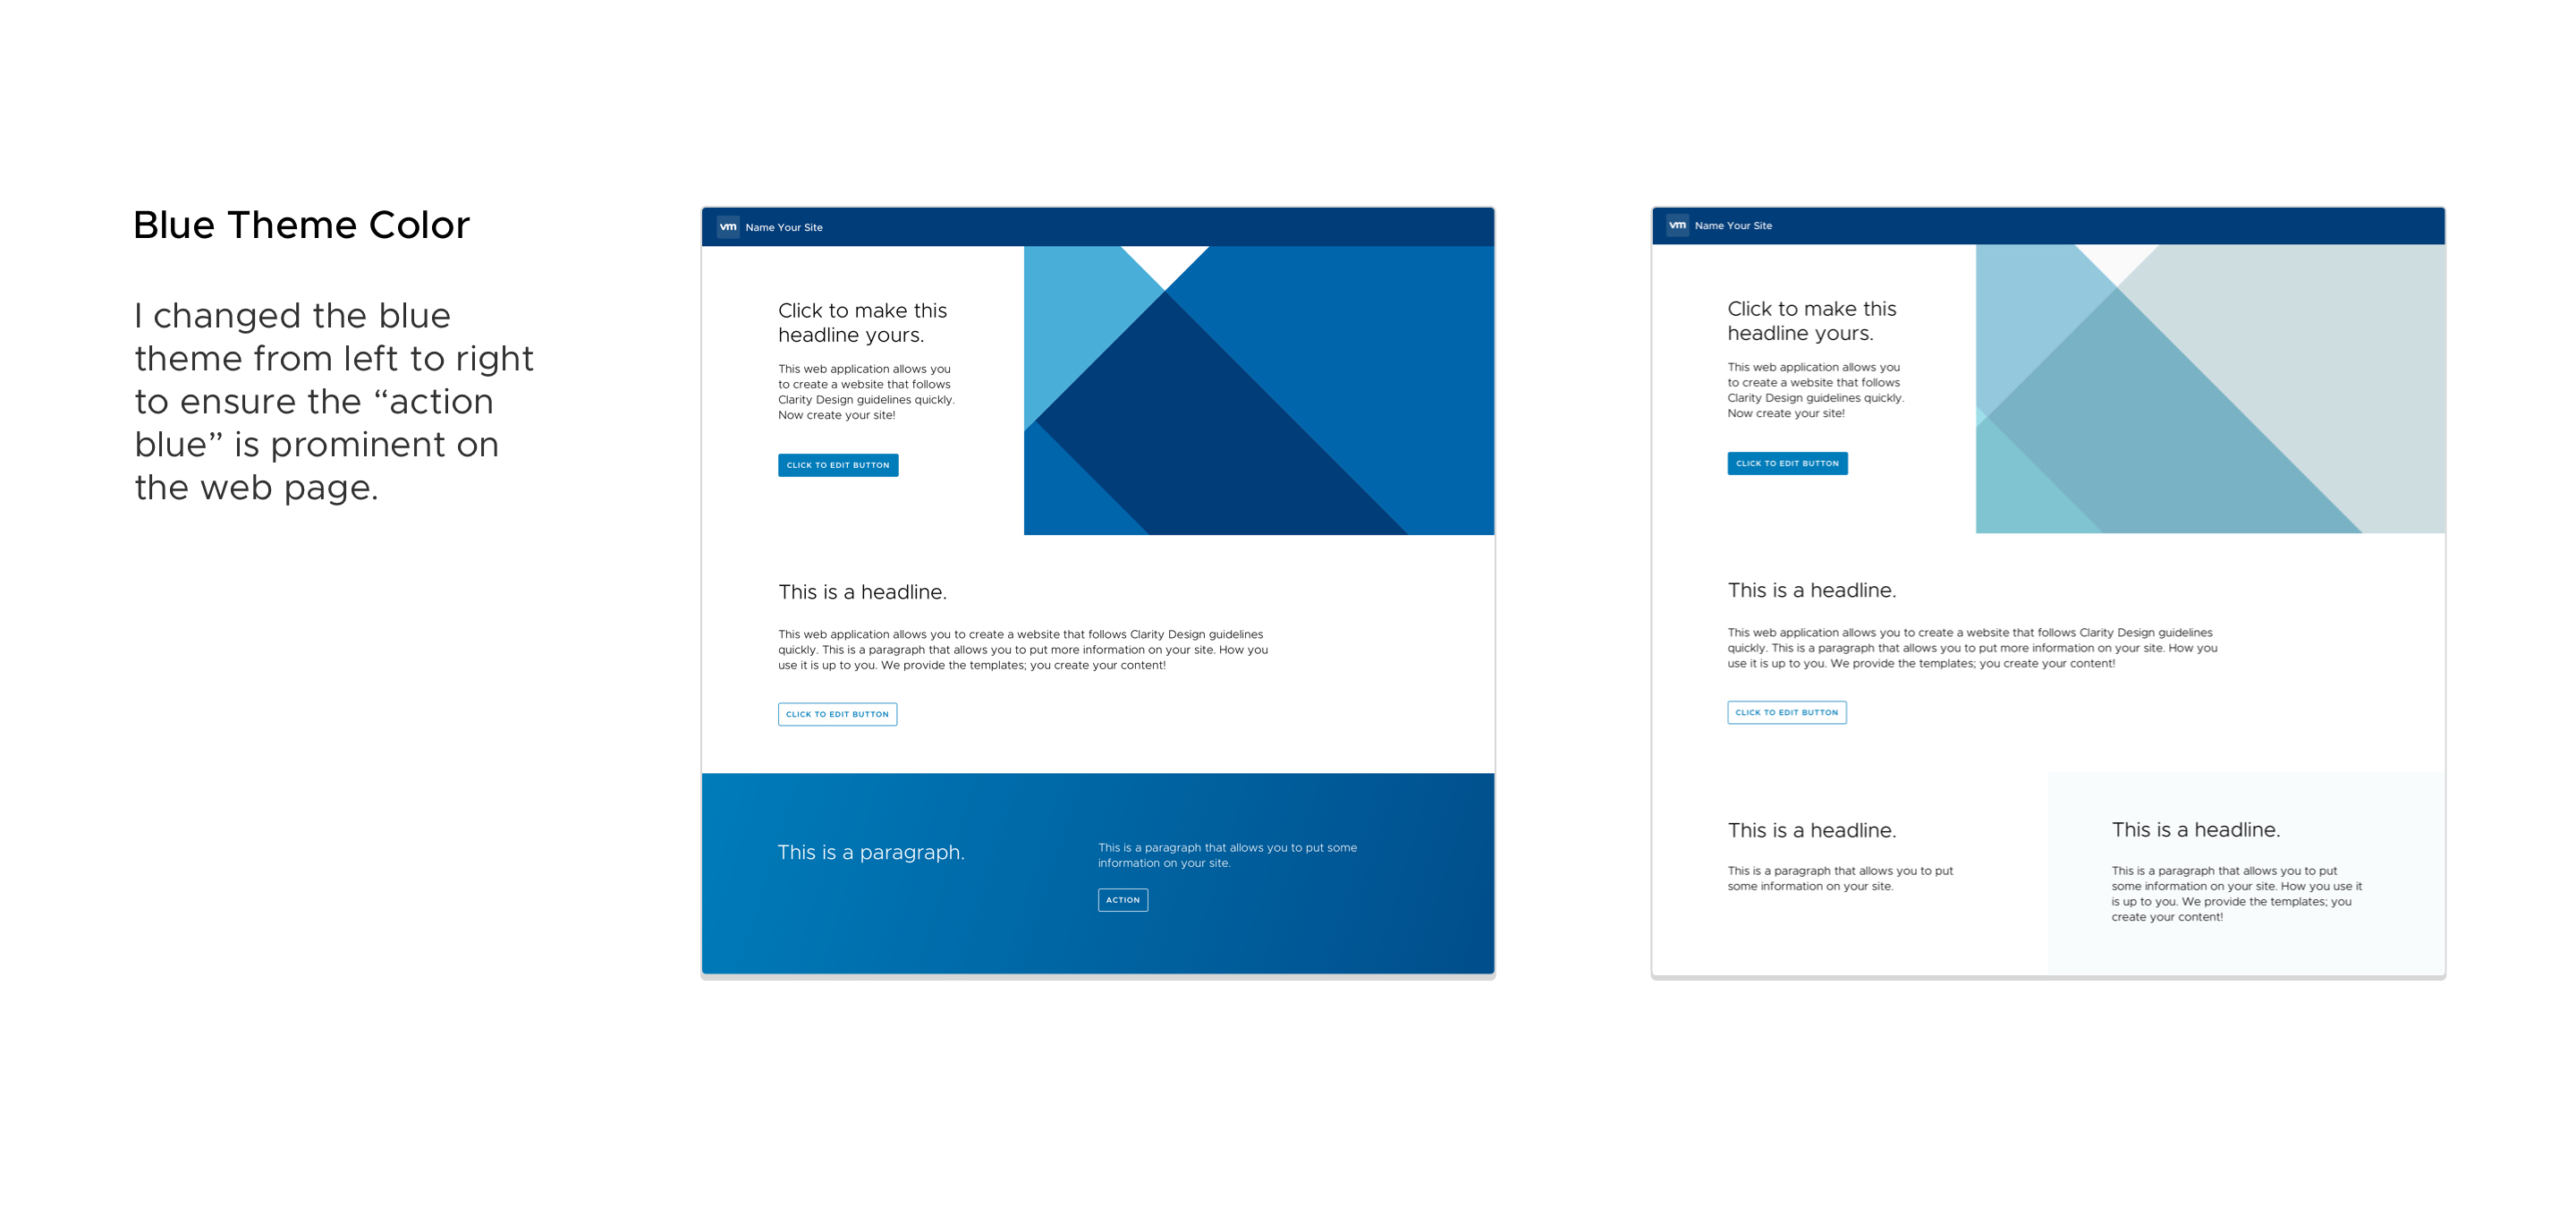 Blue Theme Color
I changed the blue
theme from left to right
to ensure the “action
blue” is prominent on
the web page.
vm Name Your Site
Click to make this
headline yours.
This web application allows you
to create a website that follows
Clarity Design guidelines quickly.
Now create your site!
CLICK TO EDIT BUTTON
This is a headline.
This web application allows you to create a website that follows Clarity Design guidelines
quickly. This is a paragraph that allows you to put more information on your site. How you
use it is up to you. We provide the templates; you create your content!
CLICK TO EDIT BUTTON
This is a paragraph.
This is a paragraph that allows you to put some
information on your site.
ACTION
vm Name Your Site
Click to make this
headline yours.
This web application allows you
to create a website that follows
Clarity Design guidelines quickly.
Now create your site!
CLICK TO EDIT BUTTON
This is a headline.
This web application allows you to create a website that follows Clarity Design guidelines
quickly. This is a paragraph that allows you to put more information on your site. How you
use it is up to you. We provide the templates; you create your content!
CLICK TO EDIT BUTTON
This is a headline.
This is a paragraph that allows you to put
some information on your site.
This is a headline.
This is a paragraph that allows you to put
some information on your site. How you use it
is up to you. We provide the templates; you
create your content!